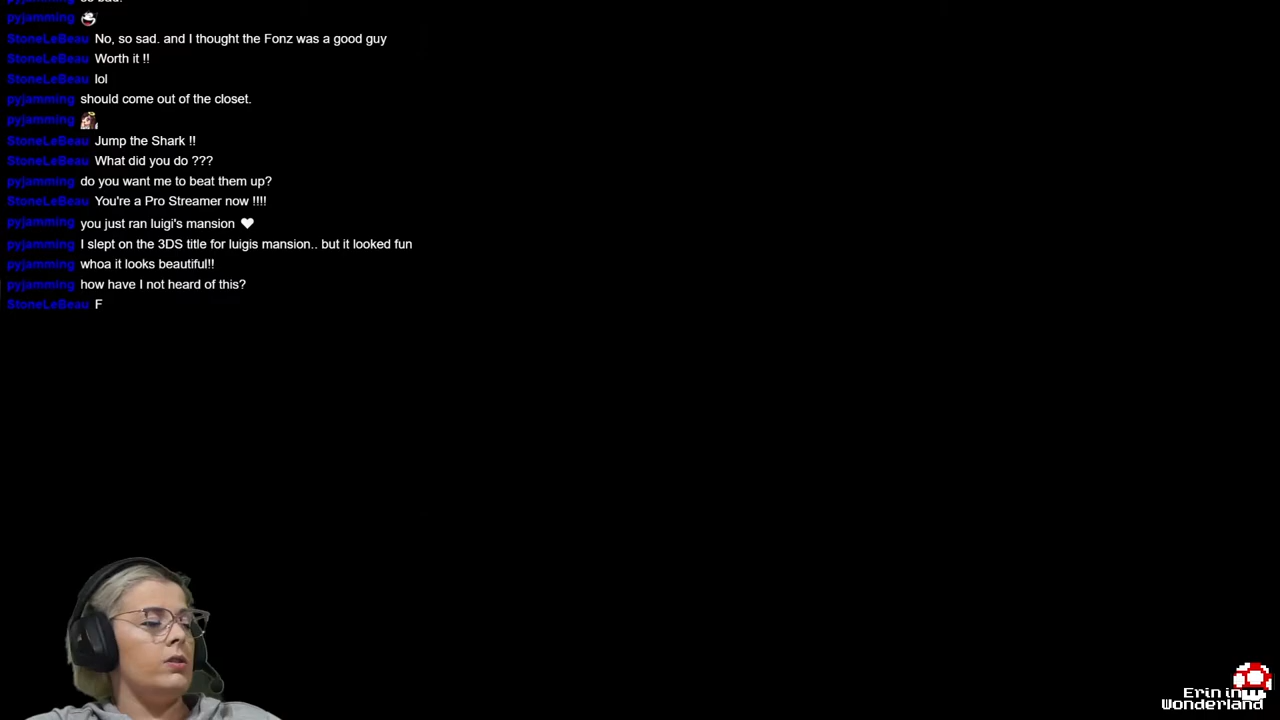 so bad!
pyjamming
StoneLeBeau No, so sad. and I thought the Fonz was a good guy
StoneLeBeau Worth it !!
StoneLeBeau lol
pyjamming should come out of the closet.
pyjamming
StoneLeBeau Jump the Shark !!
StoneLeBeau What did you do ???
pyjamming do you want me to beat them up?
StoneLeBeau You're a Pro Streamer now !!!!
pyjamming you just ran luigi's mansion
pyjamming I slept on the 3DS title for luigis mansion.. but it looked fun
pyjamming whoa it looks beautiful!!
pyjamming how have I not heard of this?
StoneLeBeau F
Erin in
Wonderland